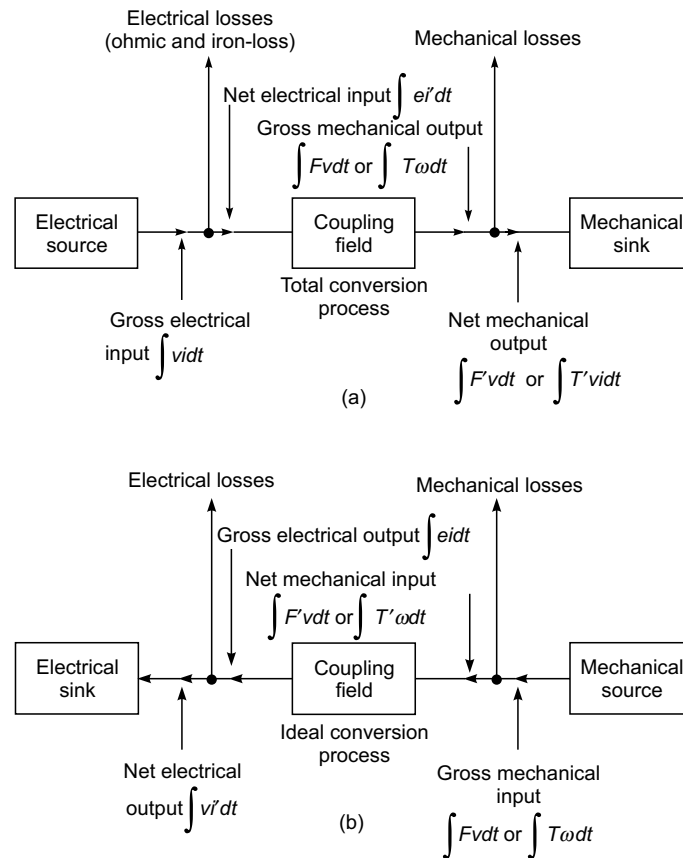 Electrical losses
(ohmic and iron-loss)
Mechanical losses
Net electrical input ∫ ei′dt
Gross mechanical output
∫ Fvdt or ∫ Tωdt
Electrical
source
Coupling
field
Mechanical
sink
Total conversion
process
Gross electrical
input ∫ vidt
Net mechanical
output
∫ F′vdt or ∫ T′vidt
(a)
Electrical losses
Mechanical losses
Gross electrical output ∫ eidt
Net mechanical input
∫ F′vdt or ∫ T′ωdt
Electrical
sink
Coupling
field
Mechanical
source
Ideal conversion
process
Net electrical
output ∫ vi′dt
Gross mechanical
input
∫ Fvdt or ∫ Tωdt
(b)